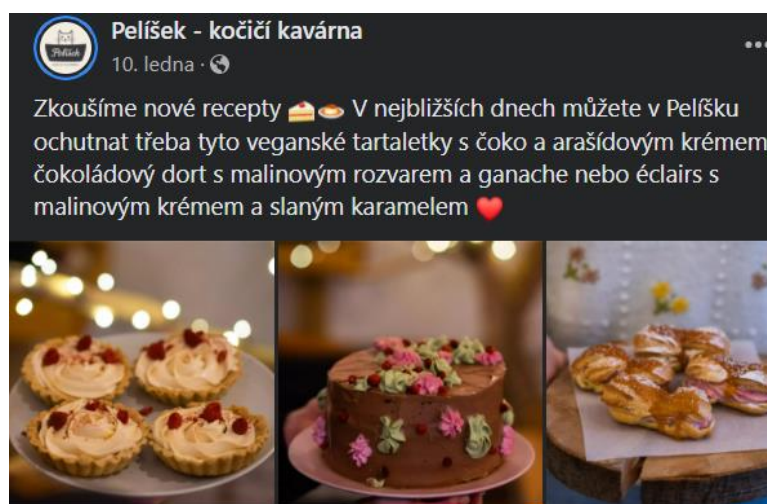 Pelíšek - kočičí kavárna
10. ledna ·
Zkoušíme nové recepty 🍰🍮 V nejbližších dnech můžete v Pelíšku
ochutnat třeba tyto veganské tartaletky s čoko a arašídovým krémem
čokoládový dort s malinovým rozvarem a ganache nebo éclairs s
malinovým krémem a slaným karamelem ❤️
Pelíšek